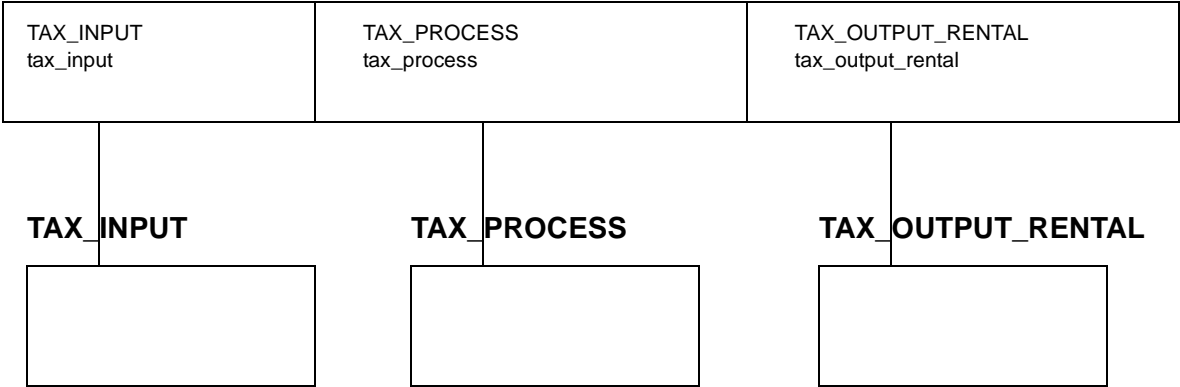 TAX_INPUT
tax_input
TAX_PROCESS
tax_process
TAX_OUTPUT_RENTAL
tax_output_rental
TAX_INPUT
TAX_PROCESS
TAX_OUTPUT_RENTAL